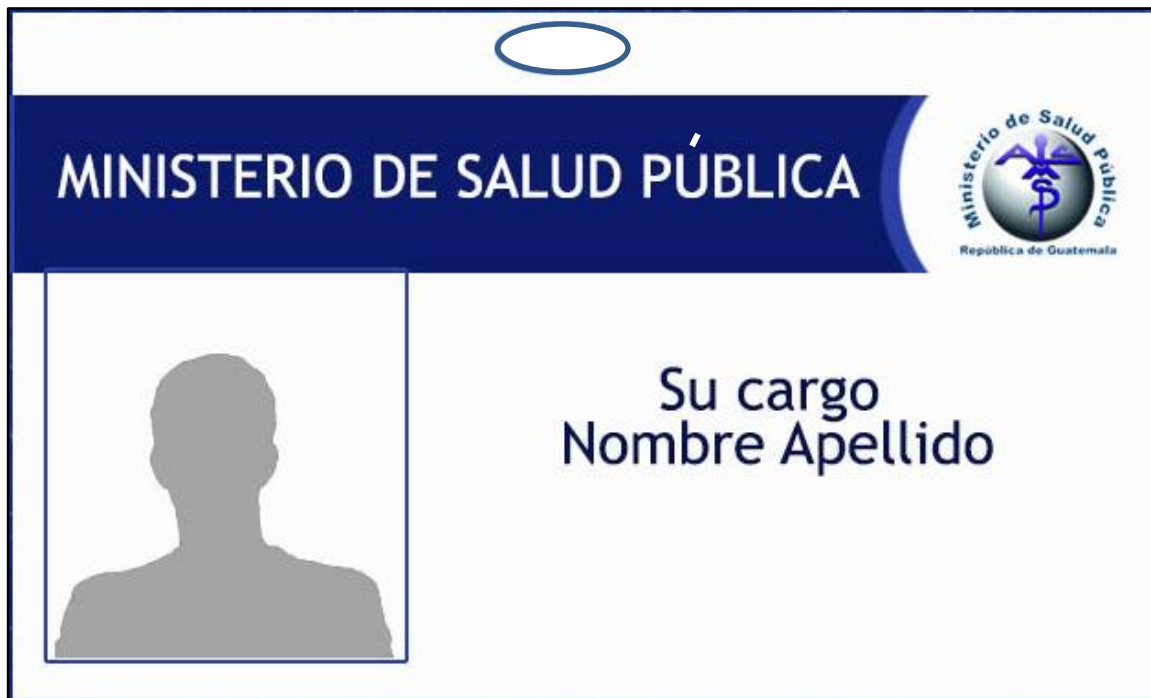 MINISTERIO DE SALUD PÚBLICA
Ministerio de Salud Pública
República de Guatemala
Su cargo
Nombre Apellido